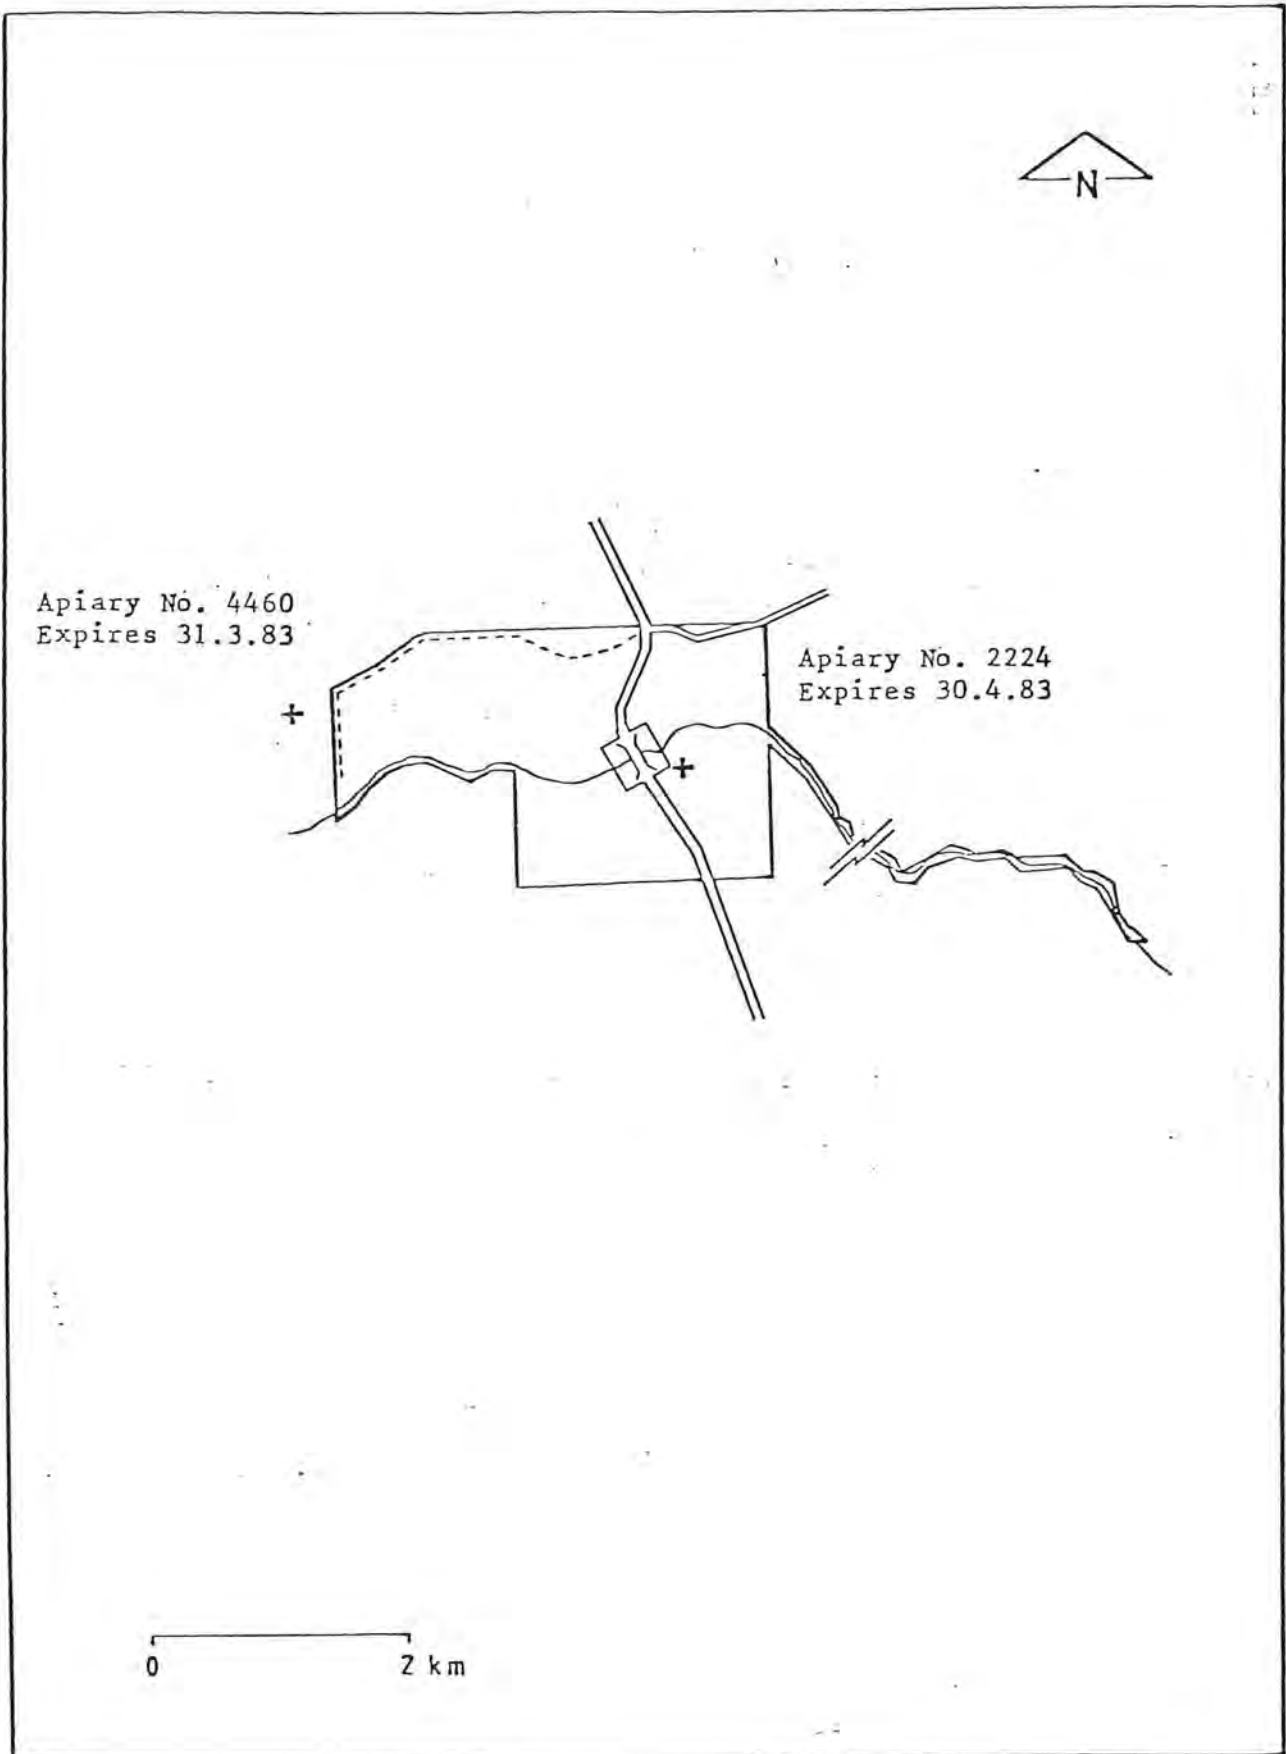 N
Apiary No. 4460
Expires 31.3.83
Apiary No. 2224
Expires 30.4.83
0 2 km